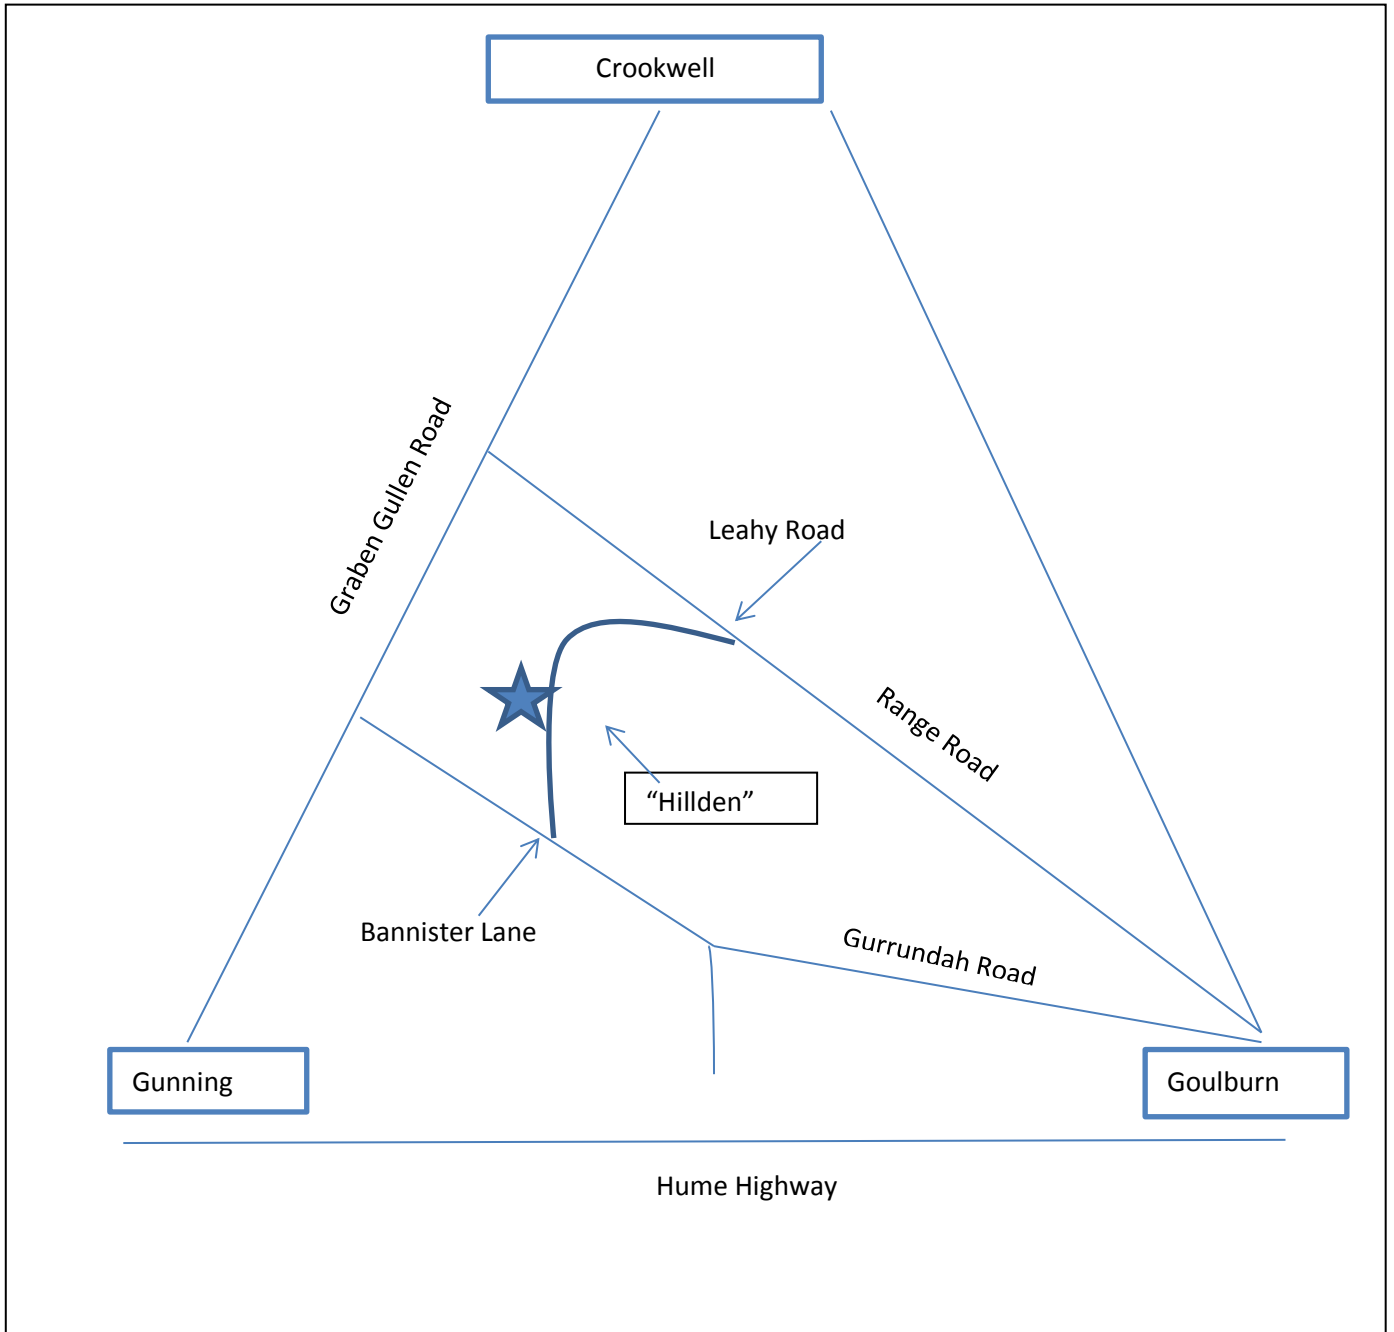 Crookwell
Graben Gullen Road
Leahy Road
Range Road
“Hillden”
Bannister Lane
Gurrundah Road
Gunning
Goulburn
Hume Highway